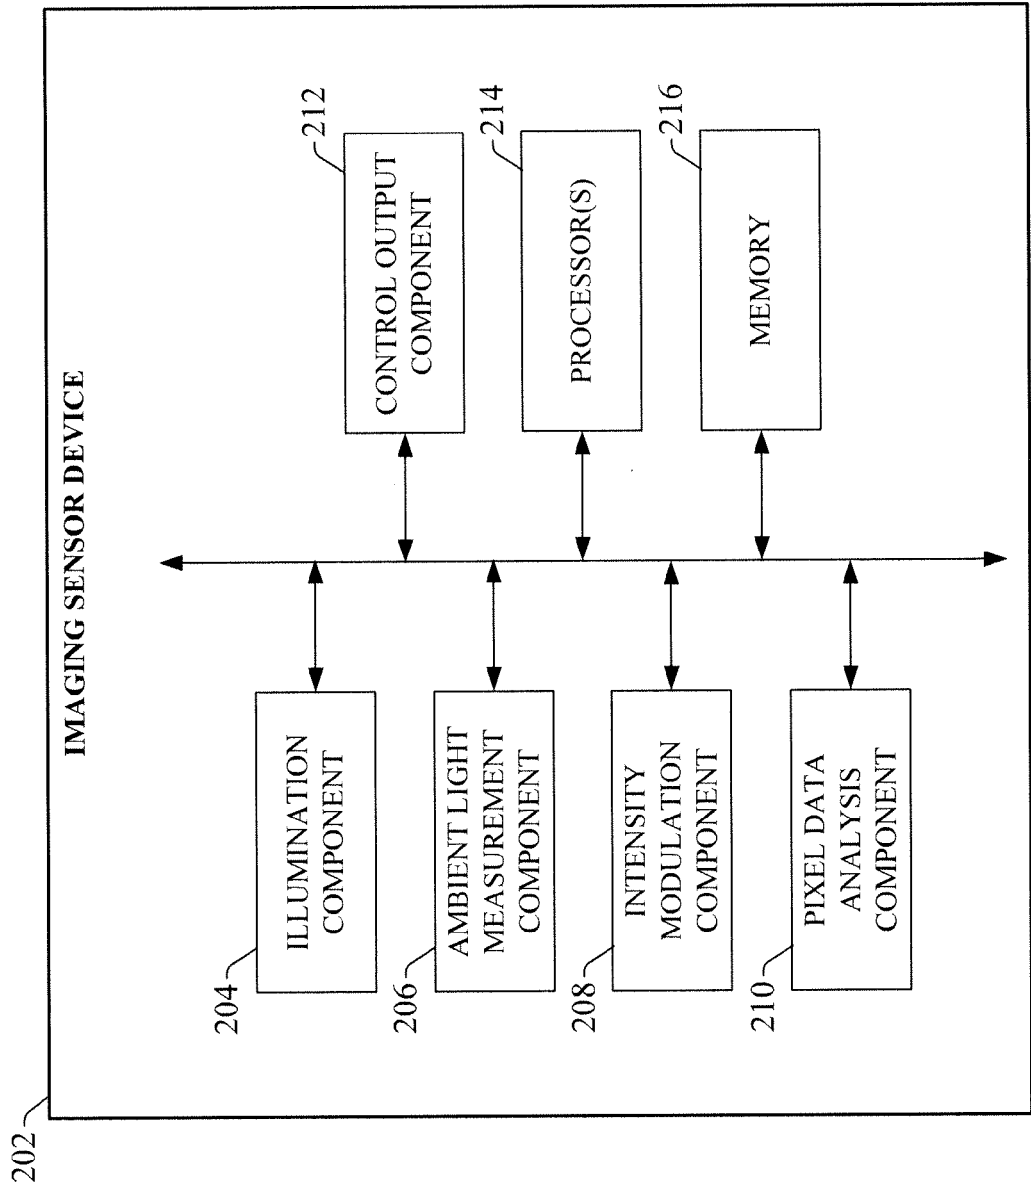 202
IMAGING SENSOR DEVICE
204
ILLUMINATION
COMPONENT
206
AMBIENT LIGHT
MEASUREMENT
COMPONENT
208
INTENSITY
MODULATION
COMPONENT
210
PIXEL DATA
ANALYSIS
COMPONENT
212
CONTROL OUTPUT
COMPONENT
214
PROCESSOR(S)
216
MEMORY